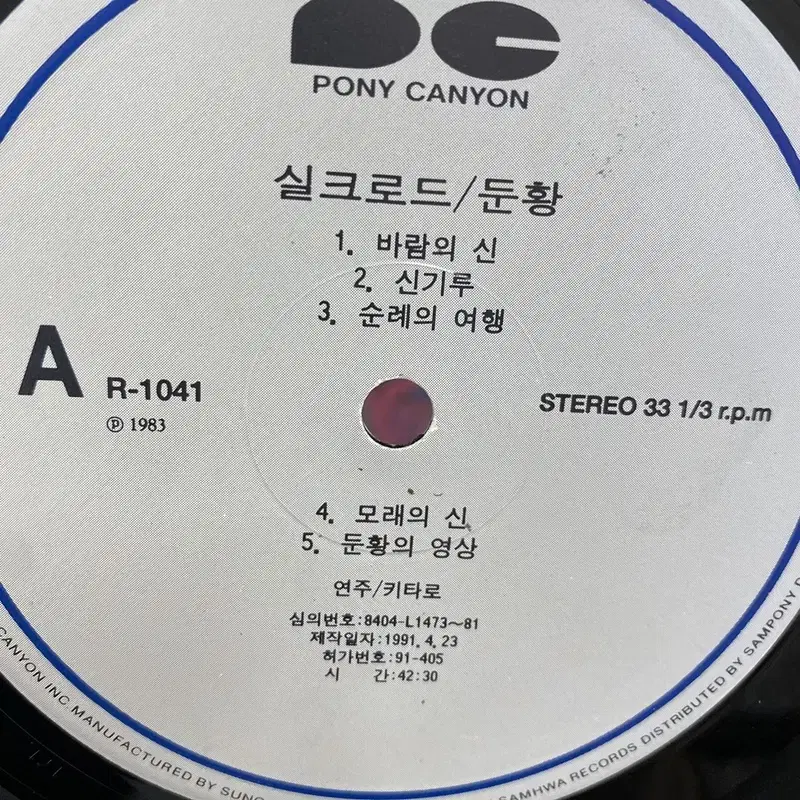 PC
PONY CANYON
실크로드/둔황
1. 바람의 신
2. 신기루
3. 순례의 여행
A
R-1041
STEREO 33 1/3 r.p.m
℗ 1983
4. 모래의 신
5. 둔황의 영상
연주/키타로
심의번호:8404-L1473~81
제작일자:1991.4.23
허가번호:91-405
시 간:42:30
CANYON INC MANUFACTURED BY SUNG
SAMHWA RECORDS DISTRIBUTED BY SAMPONY